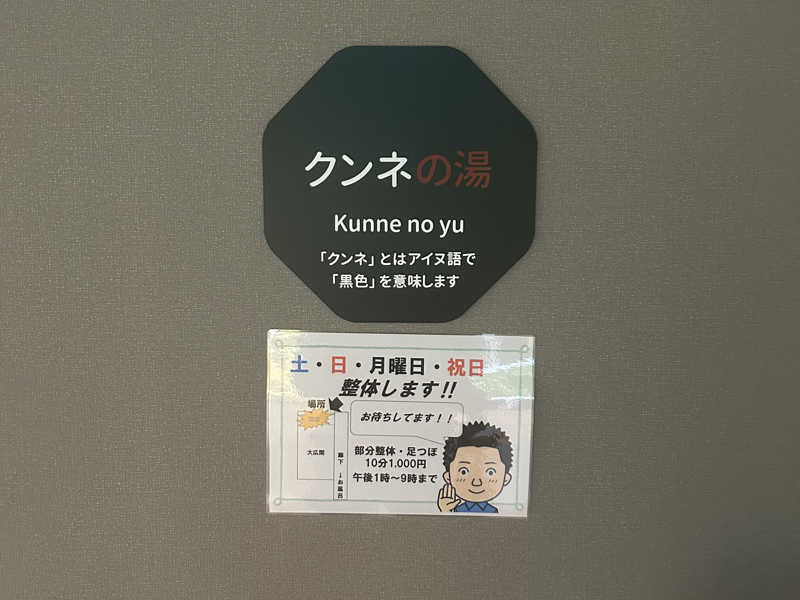 クンネの湯
Kunne no yu
「クンネ」とはアイヌ語で
「黒色」を意味します
土・日・月曜日・祝日
整体します!!
場所
お待ちしてます！！
大広間
廊下
→お風呂
部分整体・足つぼ
10分1,000円
午後1時～9時まで